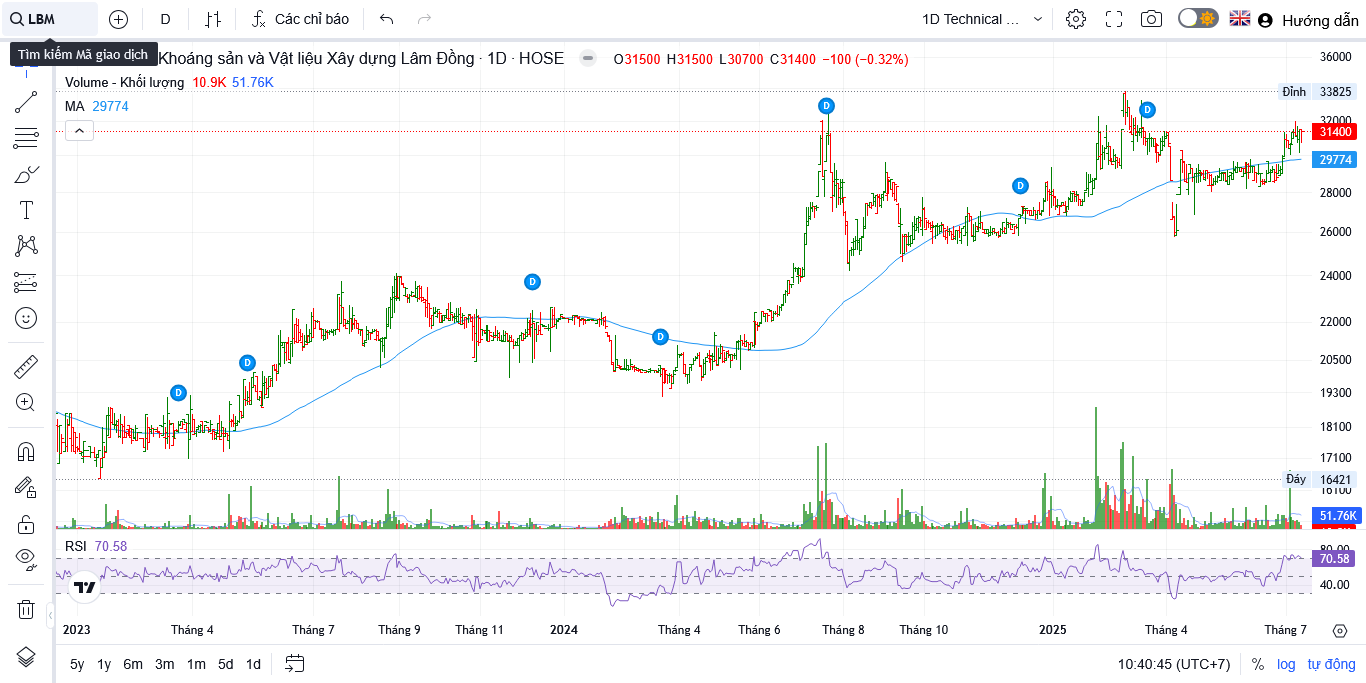 LBM
D
Các chỉ báo
1D Technical ...
Hướng dẫn
Tìm kiếm Mã giao dịch
Khoáng sản và Vật liệu Xây dựng Lâm Đồng · 1D · HOSE
O31500 H31500 L30700 C31400 −100 (−0.32%)
Volume - Khối lượng 10.9K 51.76K
MA 29774
36000
Đỉnh 33825
32000
31400
29774
28000
26000
24000
22000
20500
19300
18100
17100
Đáy 16421
16100
51.76K
D
D
D
D
D
D
D
RSI 70.58
80.00
70.58
40.00
2023
Tháng 4
Tháng 7
Tháng 9
Tháng 11
2024
Tháng 4
Tháng 6
Tháng 8
Tháng 10
2025
Tháng 4
Tháng 7
5y 1y 6m 3m 1m 5d 1d
10:40:45 (UTC+7)
% log tự động